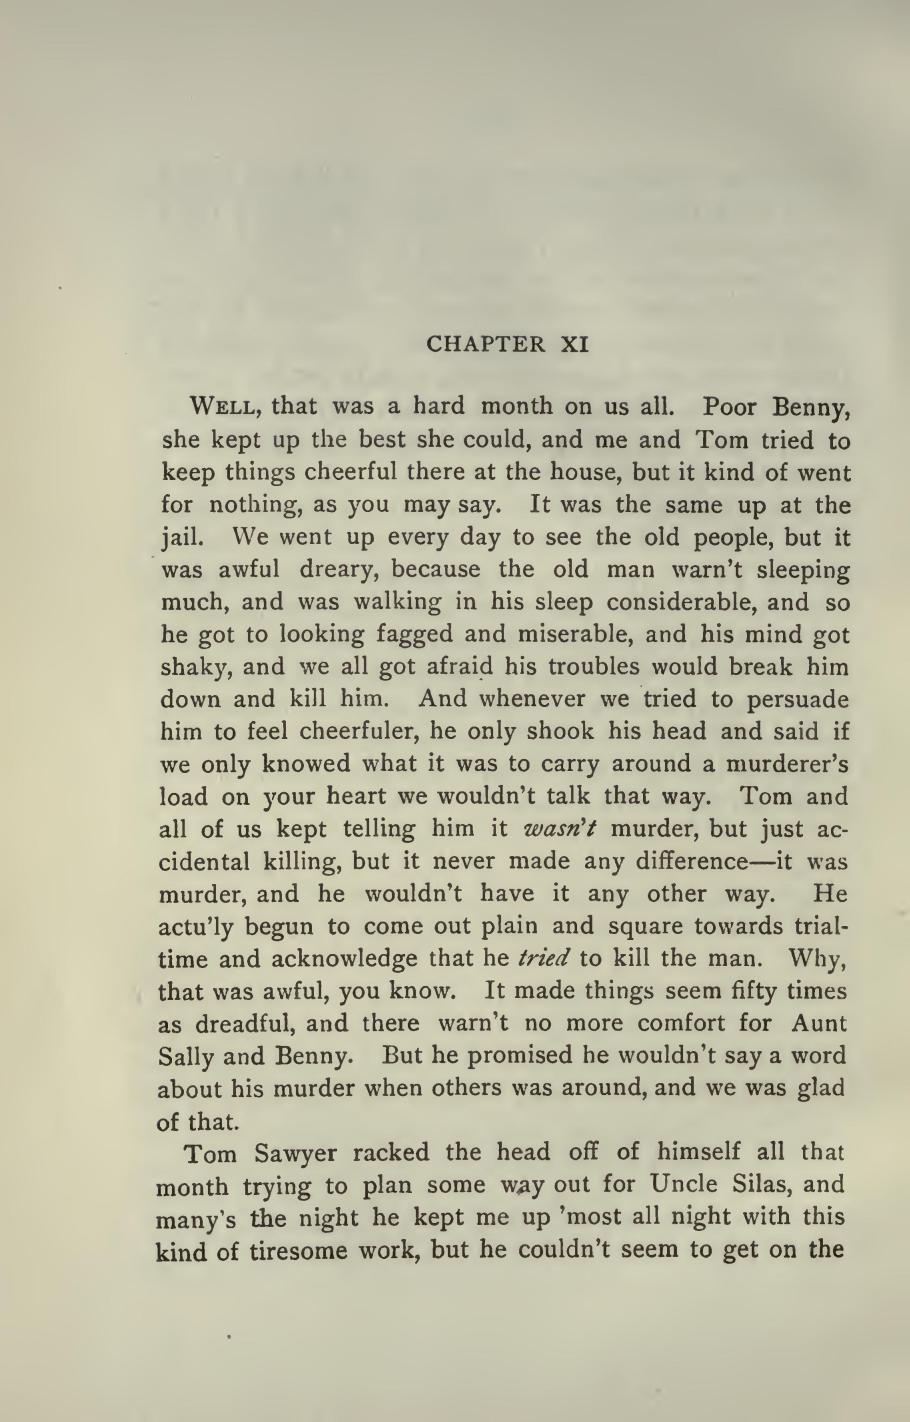 CHAPTER XI
WELL, that was a hard month on us all. Poor Benny,
she kept up the best she could, and me and Tom tried to
keep things cheerful there at the house, but it kind of went
for nothing, as you may say. It was the same up at the
jail. We went up every day to see the old people, but it
was awful dreary, because the old man warn't sleeping
much, and was walking in his sleep considerable, and so
he got to looking fagged and miserable, and his mind got
shaky, and we all got afraid his troubles would break him
down and kill him. And whenever we tried to persuade
him to feel cheerfuler, he only shook his head and said if
we only knowed what it was to carry around a murderer's
load on your heart we wouldn't talk that way. Tom and
all of us kept telling him it wasn't murder, but just ac-
cidental killing, but it never made any difference—it was
murder, and he wouldn't have it any other way. He
actu'ly begun to come out plain and square towards trial-
time and acknowledge that he tried to kill the man. Why,
that was awful, you know. It made things seem fifty times
as dreadful, and there warn't no more comfort for Aunt
Sally and Benny. But he promised he wouldn't say a word
about his murder when others was around, and we was glad
of that.
Tom Sawyer racked the head off of himself all that
month trying to plan some way out for Uncle Silas, and
many's the night he kept me up 'most all night with this
kind of tiresome work, but he couldn't seem to get on the